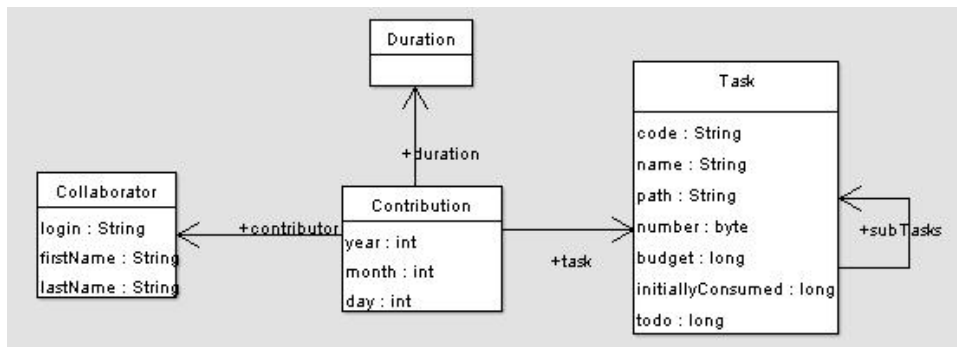 Duration
+duration
Collaborator
login : String
firstName : String
lastName : String
+contributor
Contribution
year : int
month : int
day : int
+task
Task
code : String
name : String
path : String
number : byte
budget : long
initiallyConsumed : long
todo : long
+subTasks